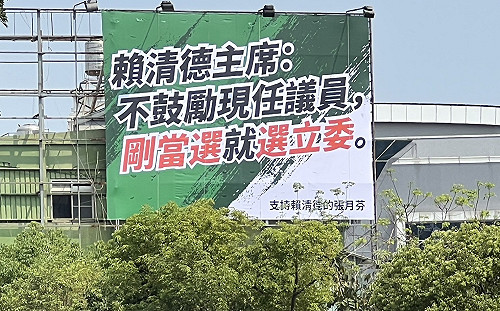 賴清德主席：
不鼓勵現任議員，
剛當選就選立委。
支持賴清德的張月芬